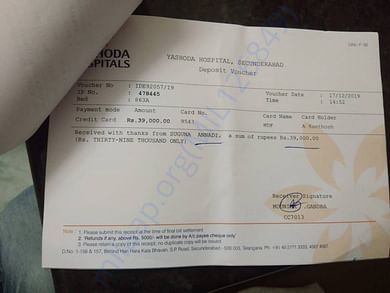 SHODA
SPITALS
YASHODA HOSPITAL, SECUNDERABAD
Deposit Voucher
Voucher No : IDE92057/19
Voucher Date : 17/12/2019
IP No. : 478445
Time : 14:52
Bed : 863A
Payment mode Amount Card No. Card Name Card Holder
Credit Card Rs.39,000.00 9543 A Santhosh
Received with thanks from SUGUNA ANNADI, a sum of rupees Rs.39,000.00
(Rs. THIRTY-NINE THOUSAND ONLY)
Receiver Signature
CC7013
Note : 1. Please submit this receipt at the time of final bill settlement
2. 'Refunds if any, above Rs. 5000/- will be done by A/c payee cheque only'
3. Please retain a copy of this receipt, no duplicate copy will be issued.